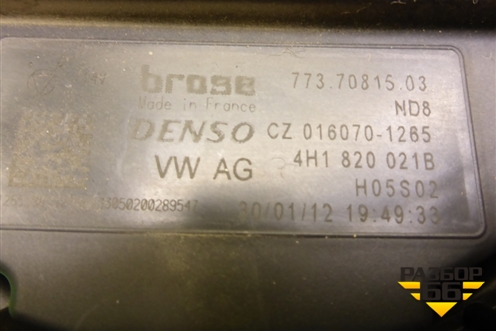 brose 773.70815.03
Made in France ND8
DENSO CZ 016070-1265
VW AG 4H1 820 021B
H05S02
30/01/12 19:49:33
РАЗБОР
66